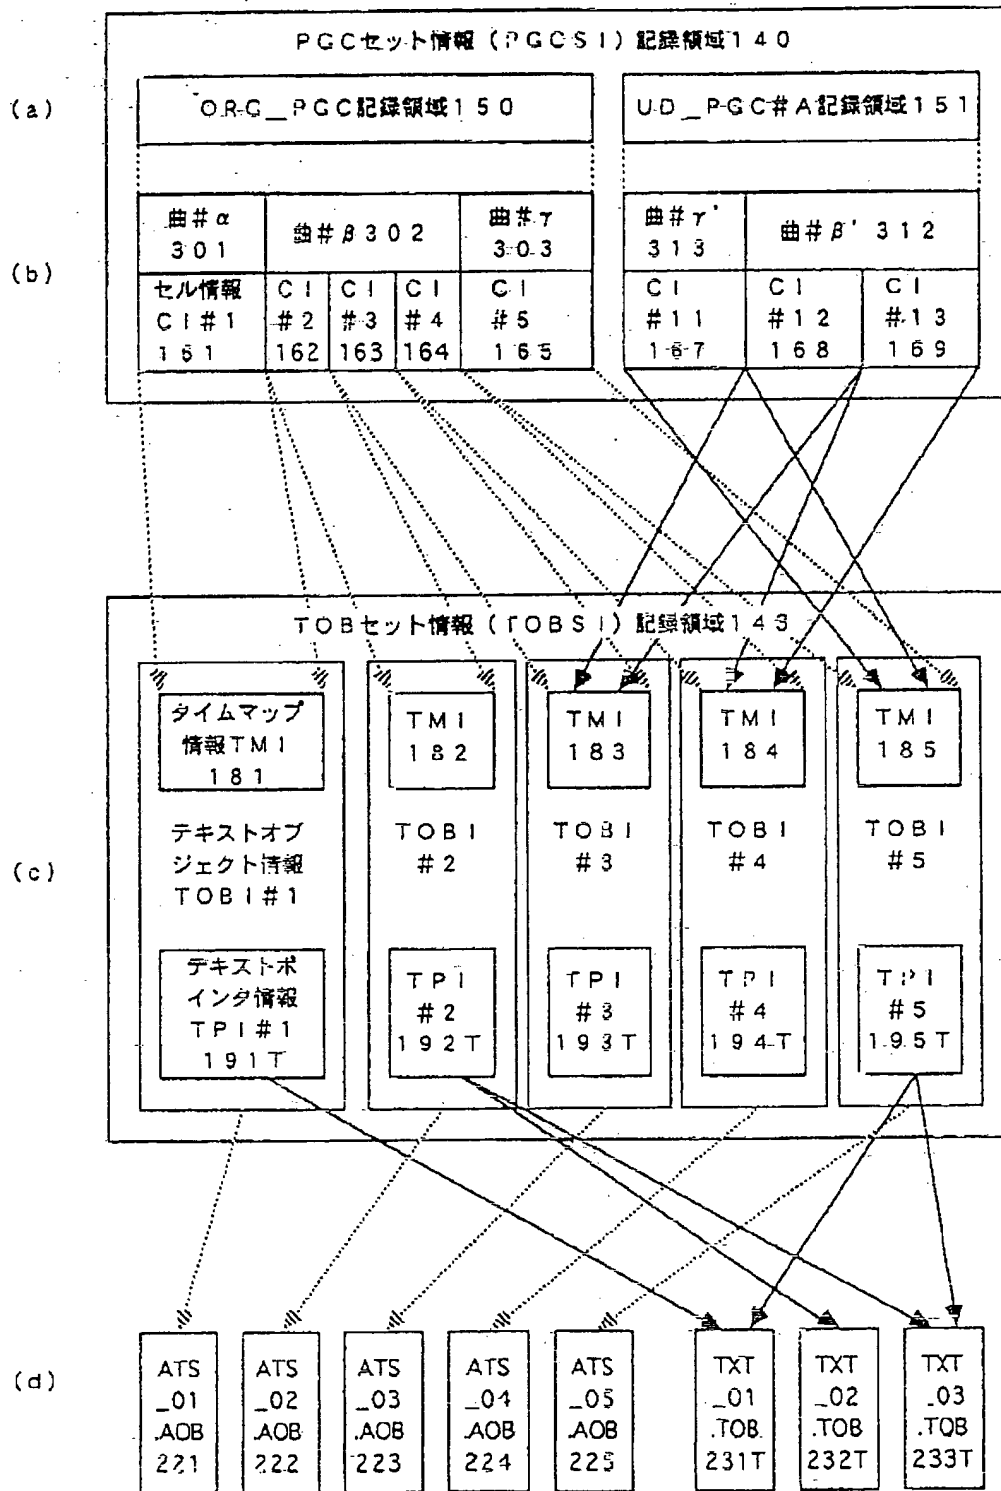 PGCセット情報(PGCSI)記録領域140
(a)
ORG_PGC記録領域150
UD_PGC#A記録領域151
(b)
曲#α
301
曲#β302
曲#γ
303
曲#γ'
313
曲#β'312
セル情報
CI#1
161
CI
#2
162
CI
#3
163
CI
#4
164
CI
#5
165
CI
#11
167
CI
#12
168
CI
#13
169
TOBセット情報(TOBSI)記録領域143
(c)
タイムマップ
情報TMI
181
TMI
182
TMI
183
TMI
184
TMI
185
テキストオブ
ジェクト情報
TOBI#1
TOBI
#2
TOBI
#3
TOBI
#4
TOBI
#5
テキストポ
インタ情報
TPI#1
191T
TPI
#2
192T
TPI
#3
193T
TPI
#4
194T
TPI
#5
195T
(d)
ATS
_01
.AOB
221
ATS
_02
.AOB
222
ATS
_03
.AOB
223
ATS
_04
.AOB
224
ATS
_05
.AOB
225
TXT
_01
.TOB
231T
TXT
_02
.TOB
232T
TXT
_03
.TOB
233T